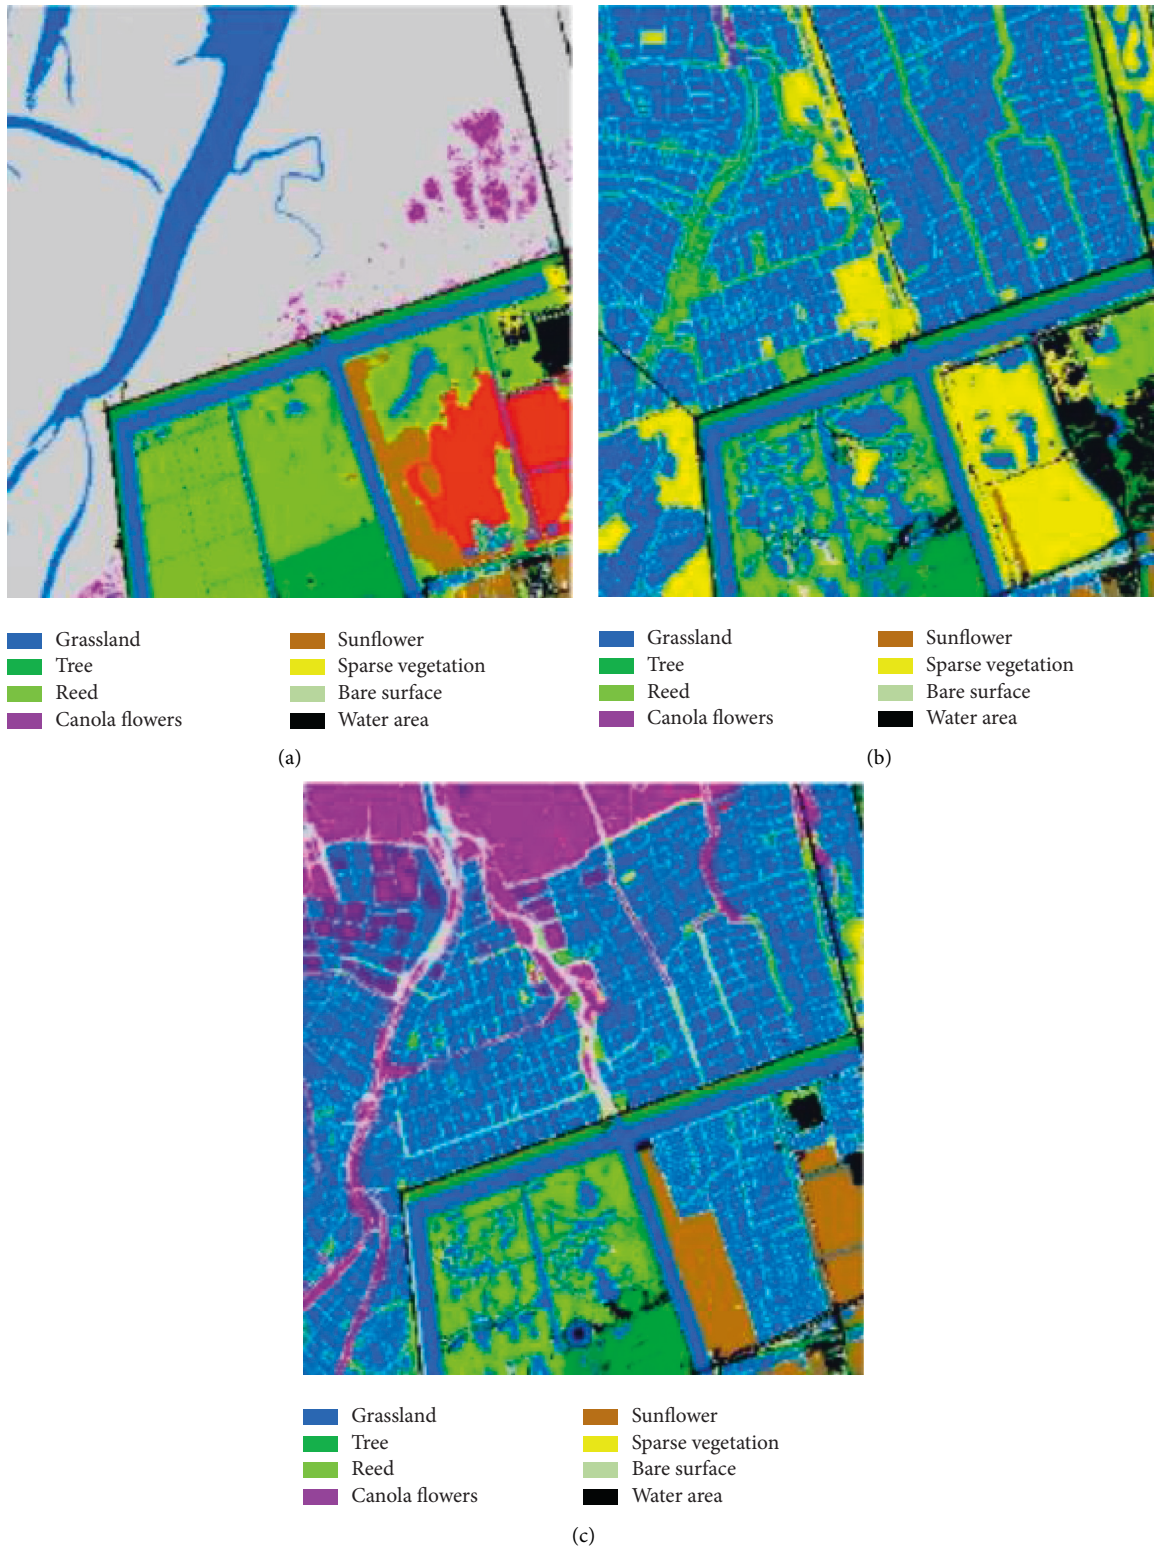 Grassland
Tree
Reed
Canola flowers
Sunflower
Sparse vegetation
Bare surface
Water area
(a)
Grassland
Tree
Reed
Canola flowers
Sunflower
Sparse vegetation
Bare surface
Water area
(b)
Grassland
Tree
Reed
Canola flowers
Sunflower
Sparse vegetation
Bare surface
Water area
(c)